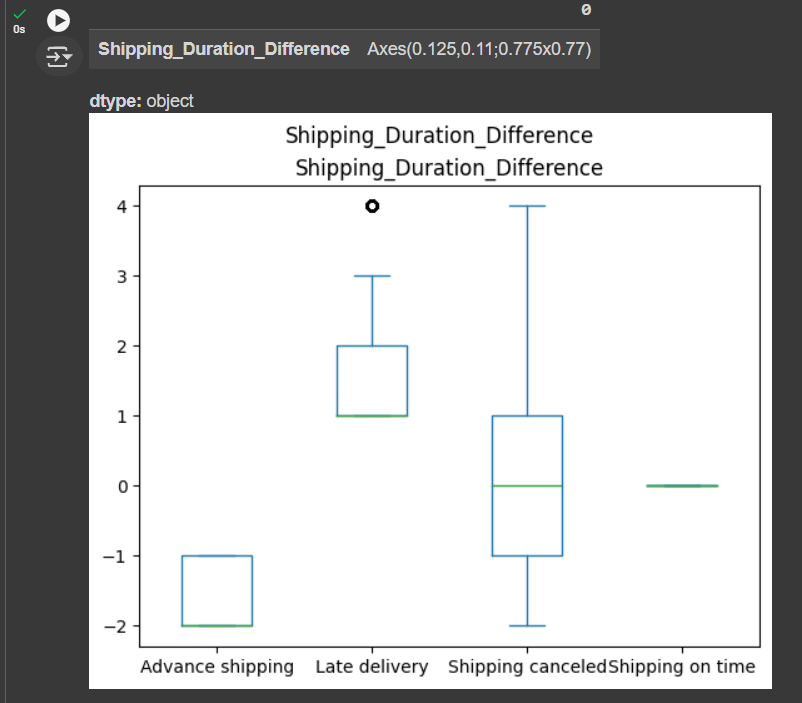 0
0s
Shipping_Duration_Difference Axes(0.125,0.11;0.775x0.77)
dtype: object
Shipping_Duration_Difference
Shipping_Duration_Difference
4
3
2
1
0
−1
−2
Advance shipping Late delivery Shipping canceled Shipping on time